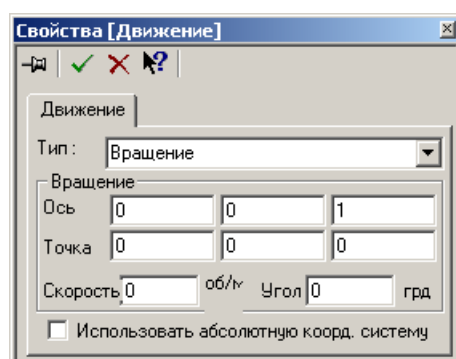 Свойства [Движение]
Движение
Тип: Вращение
Вращение
Ось 0 0 1
Точка 0 0 0
Скорость 0 об/м Угол 0 грд
Использовать абсолютную коорд. систему